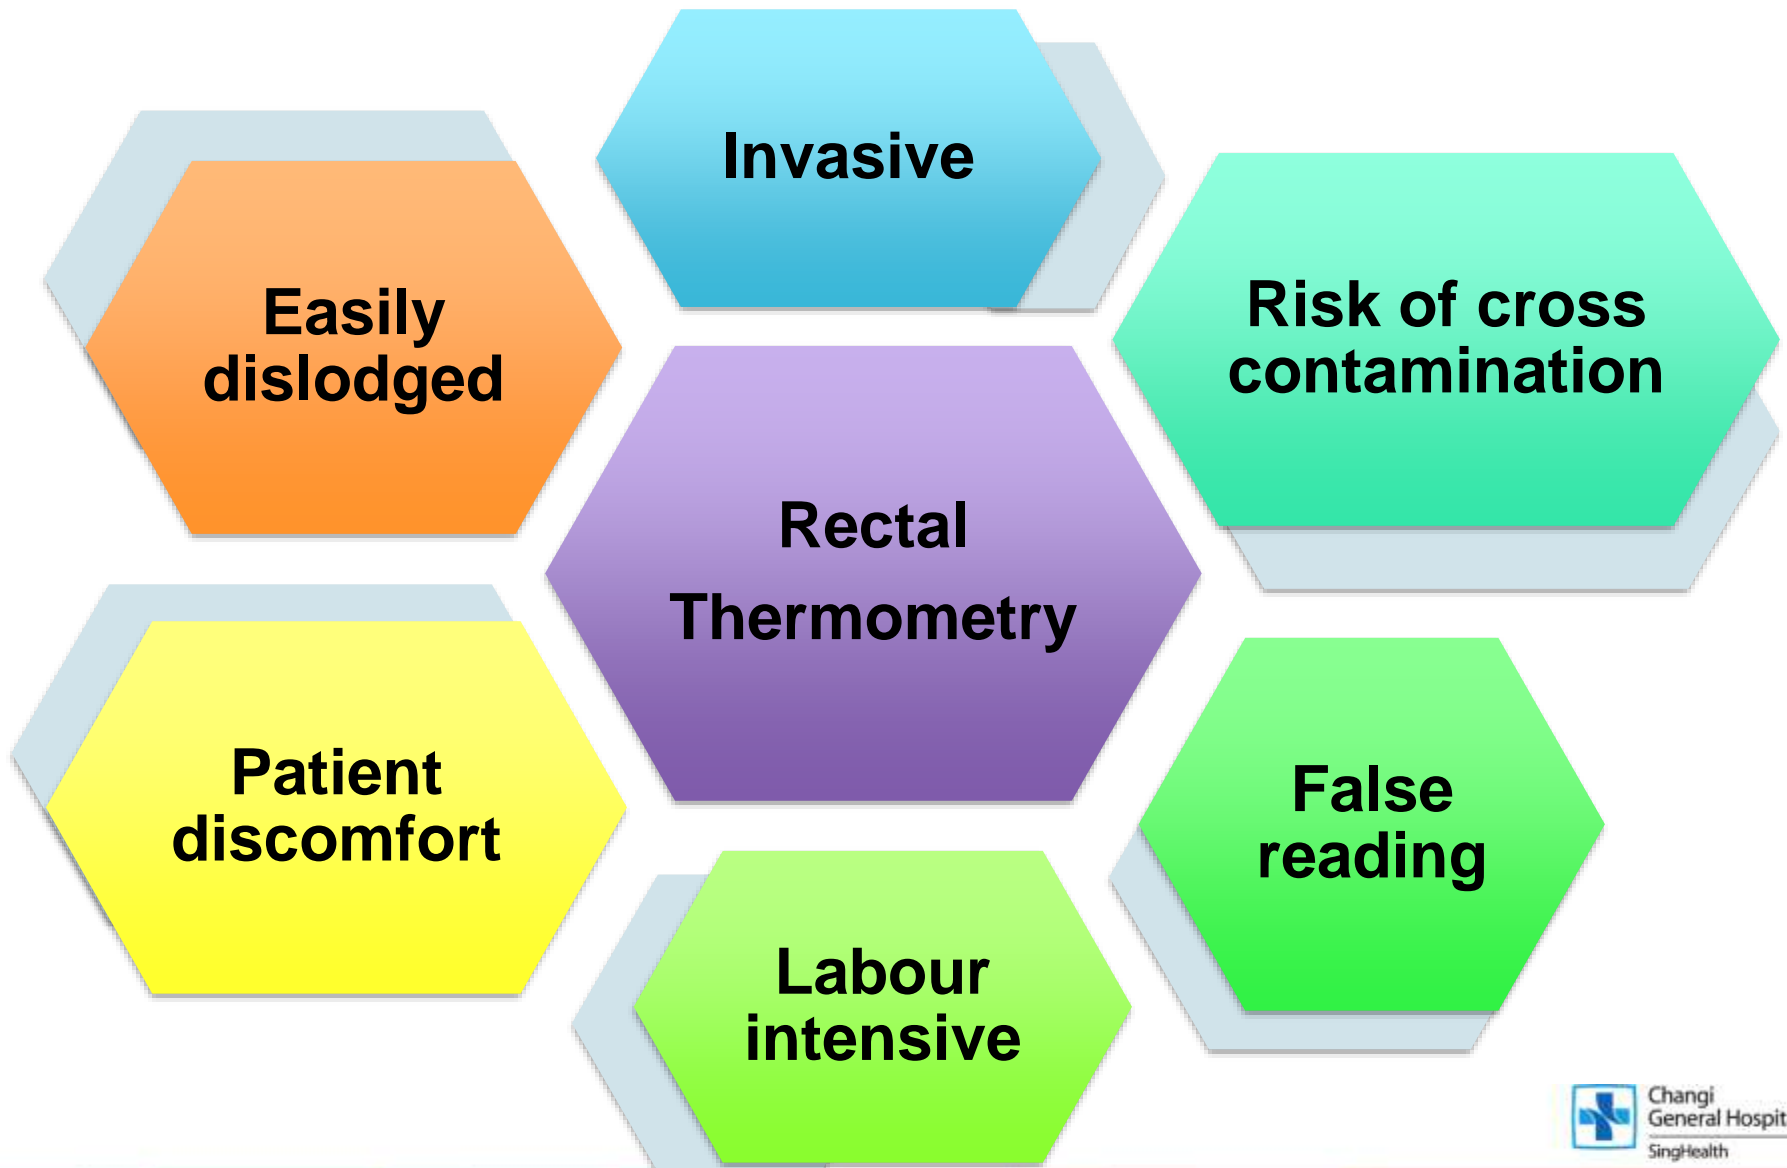 Invasive
Easily
dislodged
Risk of cross
contamination
Rectal
Thermometry
Patient
discomfort
False
reading
Labour
intensive
Changi
General Hospit
SingHealth